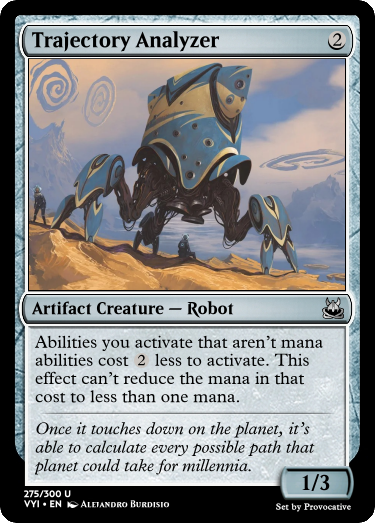 Trajectory Analyzer 2
Artifact Creature — Robot
Abilities you activate that aren't mana
abilities cost 2 less to activate. This
effect can't reduce the mana in that
cost to less than one mana.
Once it touches down on the planet, it's
able to calculate every possible path that
planet could take for millennia.
1/3
275/300 U
VYI • EN Alejandro Burdisio
Set by Provocative